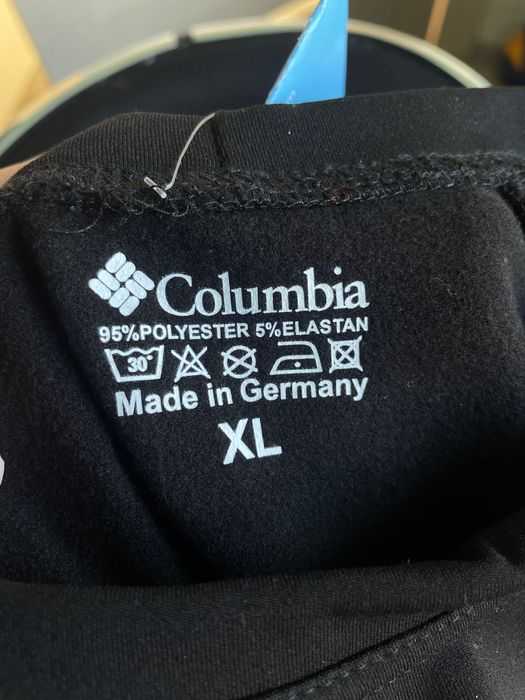 Columbia
95%POLYESTER 5%ELASTAN
30°
Made in Germany
XL